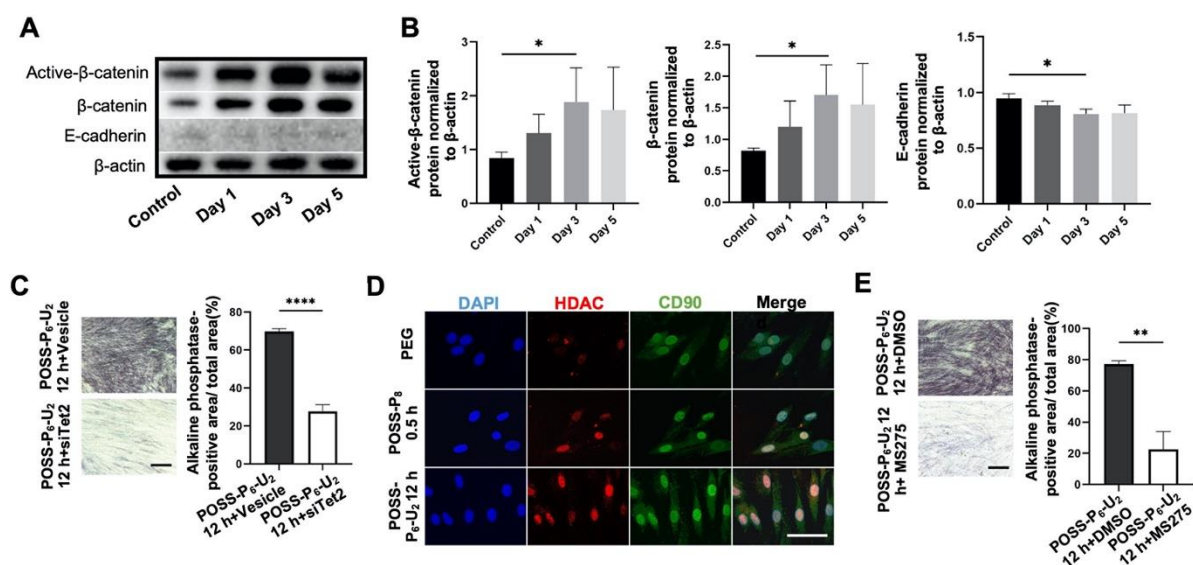 A
Active-β-catenin
β-catenin
E-cadherin
β-actin
Control
Day 1
Day 3
Day 5
B
Active-β-catenin
protein normalized
to β-actin
3
2
1
0
*
Control
Day 1
Day 3
Day 5
β-catenin
protein normalized
to β-actin
2.5
2.0
1.5
1.0
0.5
0.0
*
Control
Day 1
Day 3
Day 5
E-cadherin
protein normalized
to β-actin
1.5
1.0
0.5
0.0
*
Control
Day 1
Day 3
Day 5
C
POSS-P₆-U₂
12 h+Vesicle
POSS-P₆-U₂
12 h+siTet2
Alkaline phosphatase-
positive area/ total area(%)
80
60
40
20
0
****
POSS-P₆-U₂
12 h+Vesicle
POSS-P₆-U₂
12 h+siTet2
D
DAPI
HDAC
CD90
Merge
PEG
POSS-P₈
0.5 h
POSS-
P₆-U₂ 12 h
E
POSS-P₆-U₂
12 h+DMSO
POSS-P₆-U₂ 12
h+ MS275
Alkaline phosphatase-
positive area/ total area(%)
100
80
60
40
20
0
**
POSS-P₆-U₂
12 h+DMSO
POSS-P₆-U₂
12 h+MS275